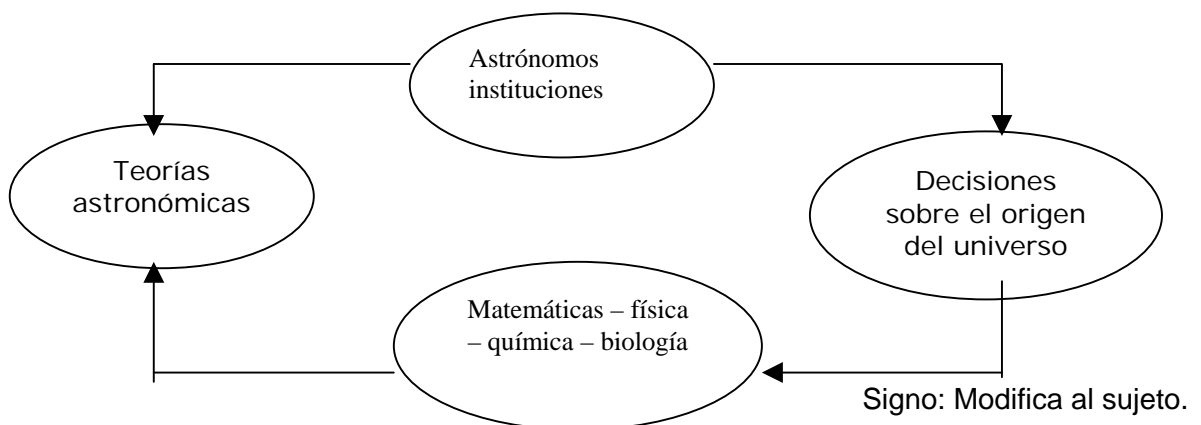 Astrónomos
instituciones
Teorías
astronómicas
Decisiones
sobre el origen
del universo
Matemáticas – física
– química – biología
Signo: Modifica al sujeto.